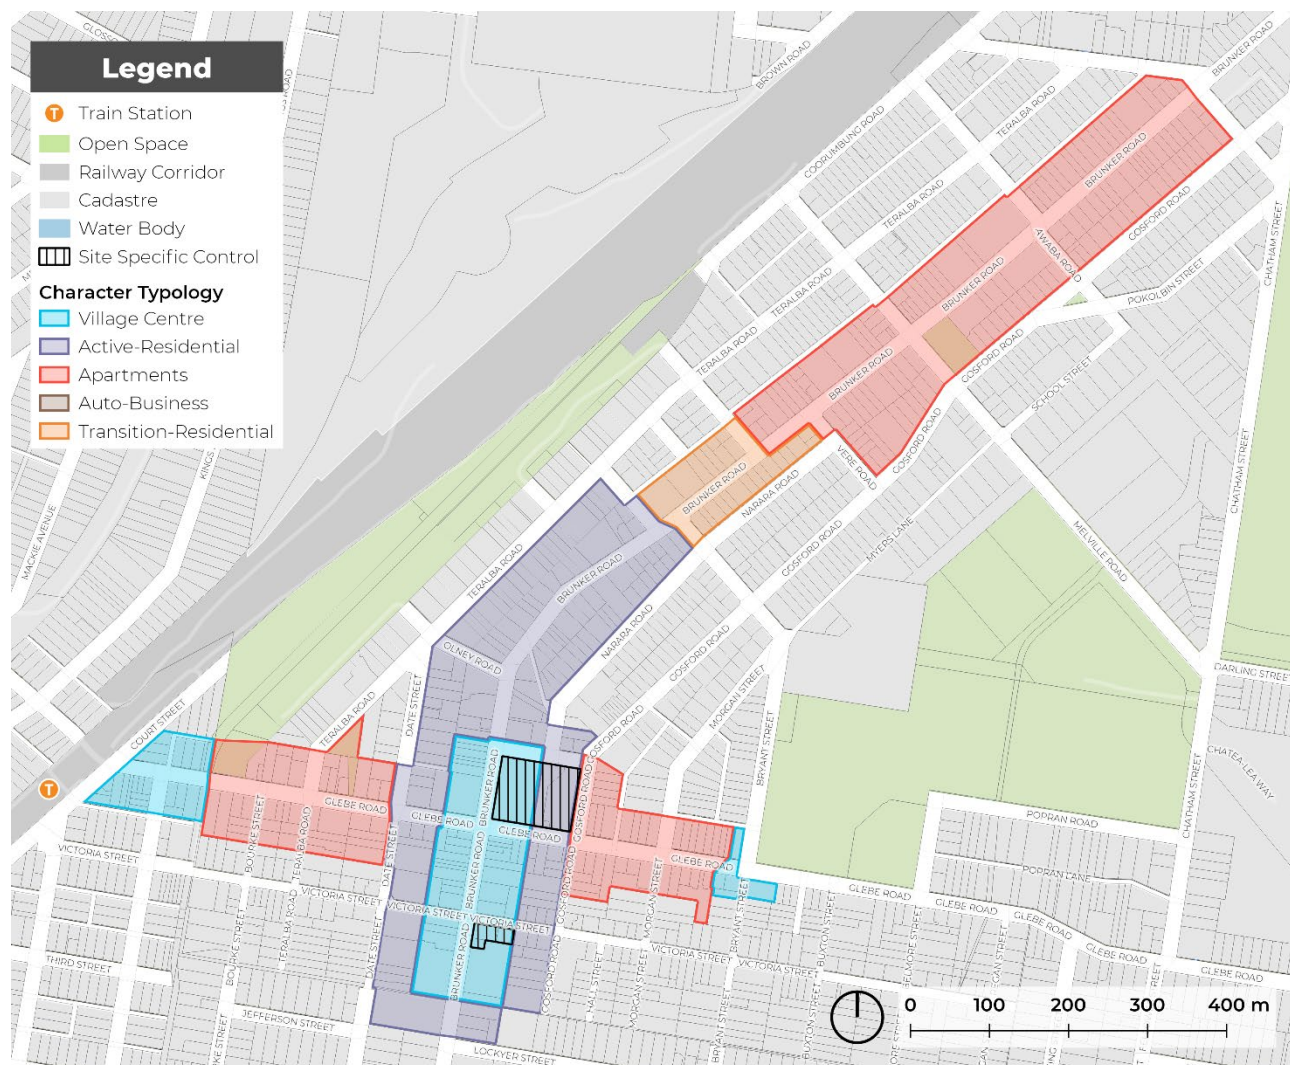 Legend
T Train Station
Open Space
Railway Corridor
Cadastre
Water Body
Site Specific Control
Character Typology
Village Centre
Active-Residential
Apartments
Auto-Business
Transition-Residential
BROWN ROAD
BRUNKER ROAD
TERALBA ROAD
COORUMBUNG ROAD
BRUNKER ROAD
TERALBA ROAD
GOSFORD ROAD
AWABA ROAD
CHATHAM STREET
TERALBA ROAD
BRUNKER ROAD
POKOLBIN STREET
TERALBA ROAD
BRUNKER ROAD
GOSFORD ROAD
SCHOOL STREET
MACKIE AVENUE
KINGS
VERE ROAD
GOSFORD ROAD
BRUNKER ROAD
NARARA ROAD
CHATHAM STREET
MELVILLE ROAD
GOSFORD ROAD
MYERS LANE
TERALBA ROAD
BRUNKER ROAD
NARARA ROAD
OLNEY ROAD
GOSFORD ROAD
DARLING STREET
MORGAN STREET
COURT STREET
TERALBA ROAD
DATE STREET
GOSFORD ROAD
BRYANT STREET
CHATEA LEA WAY
T
BRUNKER ROAD
GOSFORD ROAD
CHATHAM STREET
GLEBE ROAD
GLEBE ROAD
GLEBE ROAD
POPRAN ROAD
BOURKE STREET
TERALBA ROAD
DATE STREET
BRUNKER ROAD
GOSFORD ROAD
MORGAN STREET
GLEBE ROAD
VICTORIA STREET
POPRAN LANE
GLEBE ROAD
VICTORIA STREET
VICTORIA STREET
VICTORIA STREET
BRYANT STREET
BUXTON STREET
GLEBE ROAD
GLEBE ROAD
GLEBE ROAD
GLEBE ROAD
THIRD STREET
BOURKE STREET
TERALBA ROAD
DATE STREET
BRUNKER ROAD
GOSFORD ROAD
VICTORIA STREET
VICTORIA STREET
MORGAN STREET
JEFFERSON STREET
LOCKYER STREET
0 100 200 300 400 m